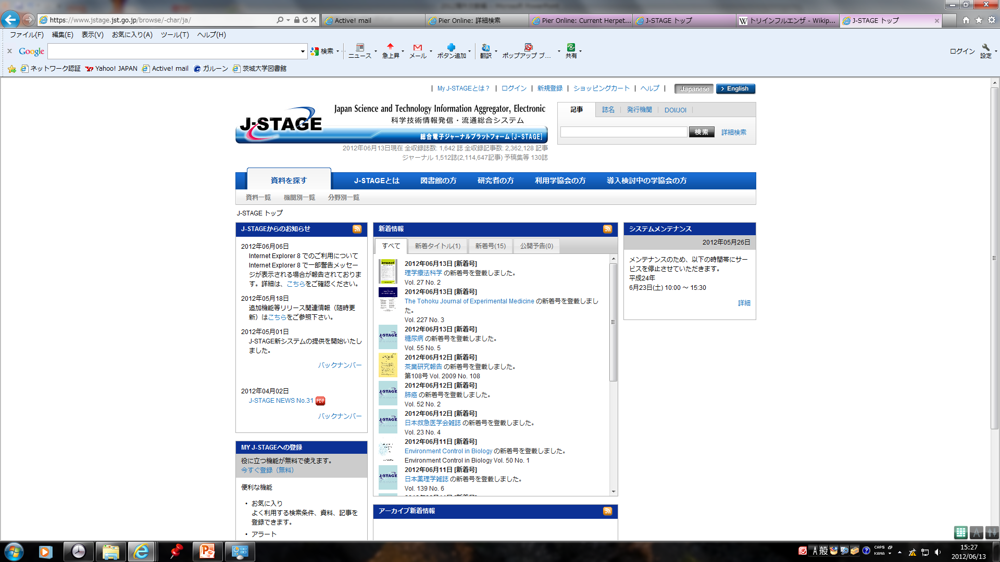 https://www.jstage.jst.go.jp/browse/-char/ja/
Active! mail
Pier Online: 詳細検索
Pier Online: Current Herpet...
J-STAGE トップ
トリインフルエンザ - Wikip...
J-STAGE トップ
ファイル(F) 編集(E) 表示(V) お気に入り(A) ツール(T) ヘルプ(H)
Google 検索 ニュース 急上昇 メール ボタン追加 翻訳 ポップアップ ブ... 共有 ログイン 設定
ネットワーク認証 Yahoo! JAPAN Active! mail ガルーン 茨城大学図書館
My J-STAGEとは? ログイン 新規登録 ショッピングカート ヘルプ Japanese English
J-STAGE
Japan Science and Technology Information Aggregator, Electronic
科学技術情報発信・流通総合システム
総合電子ジャーナルプラットフォーム[J-STAGE]
記事 誌名 発行機関 DOI/JOI
検索 詳細検索
2012年06月13日現在 全収録誌数: 1,642 誌 全収録記事数: 2,362,128 記事
ジャーナル 1,512誌(2,114,647記事) 予稿集等 130誌
資料を探す J-STAGEとは 図書館の方 研究者の方 利用学協会の方 導入検討中の学協会の方
資料一覧 機関別一覧 分野別一覧
J-STAGE トップ
J-STAGEからのお知らせ
2012年06月06日
Internet Explorer 8 でのご利用について
Internet Explorer 8 で一部警告メッセー
ジが表示される場合が報告されておりま
す。詳細は、こちらをご確認ください。
2012年05月18日
追加機能等リリース関連情報（随時更
新）はこちらをご参照下さい。
2012年05月01日
J-STAGE新システムの提供を開始いたし
ました。
バックナンバー
2012年04月02日
J-STAGE NEWS No.31 PDF
バックナンバー
MY J-STAGEへの登録
役に立つ機能が無料で使えます。
今すぐ登録（無料）
便利な機能
・ お気に入り
よく利用する検索条件、資料、記事を
登録できます。
・ アラート
新着情報
すべて 新着タイトル(1) 新着号(15) 公開予告(0)
2012年06月13日 [新着号]
理学療法科学 の新着号を登載しました。
Vol. 27 No. 2
2012年06月13日 [新着号]
The Tohoku Journal of Experimental Medicine の新着号を登載しまし
た。
Vol. 227 No. 3
J-STAGE
2012年06月13日 [新着号]
糖尿病 の新着号を登載しました。
Vol. 55 No. 5
2012年06月12日 [新着号]
茶業研究報告 の新着号を登載しました。
第108号 Vol. 2009 No. 108
J-STAGE
2012年06月12日 [新着号]
肺癌 の新着号を登載しました。
Vol. 52 No. 2
J-STAGE
2012年06月12日 [新着号]
日本救急医学会雑誌 の新着号を登載しました。
Vol. 23 No. 4
2012年06月11日 [新着号]
Environment Control in Biology の新着号を登載しました。
Environment Control in Biology Vol. 50 No. 1
J-STAGE
2012年06月11日 [新着号]
日本薬理学雑誌 の新着号を登載しました。
Vol. 139 No. 6
アーカイブ新着情報
システムメンテナンス
2012年05月26日
メンテナンスのため、以下の時間帯にサー
ビスを停止させていただきます。
平成24年
6月23日(土) 10:00 ～ 15:30
詳細
A 般 CAPS
KANA
15:27
2012/06/13